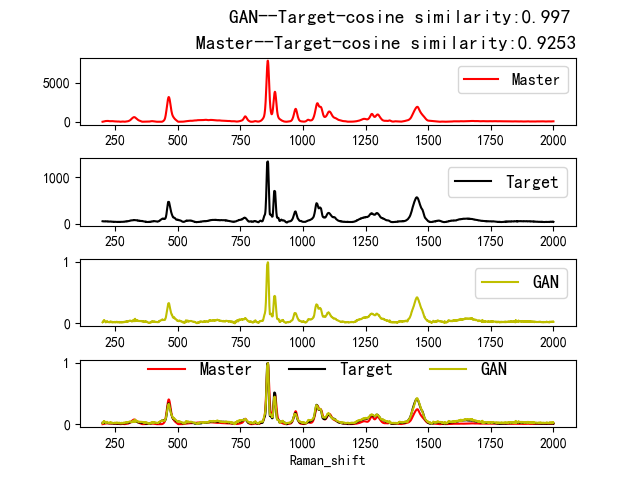 GAN--Target-cosine similarity:0.997
Master--Target-cosine similarity:0.9253
5000
0
Master
250 500 750 1000 1250 1500 1750 2000
1000
0
Target
250 500 750 1000 1250 1500 1750 2000
1
0
GAN
250 500 750 1000 1250 1500 1750 2000
1
0
Master Target GAN
250 500 750 1000 1250 1500 1750 2000
Raman_shift